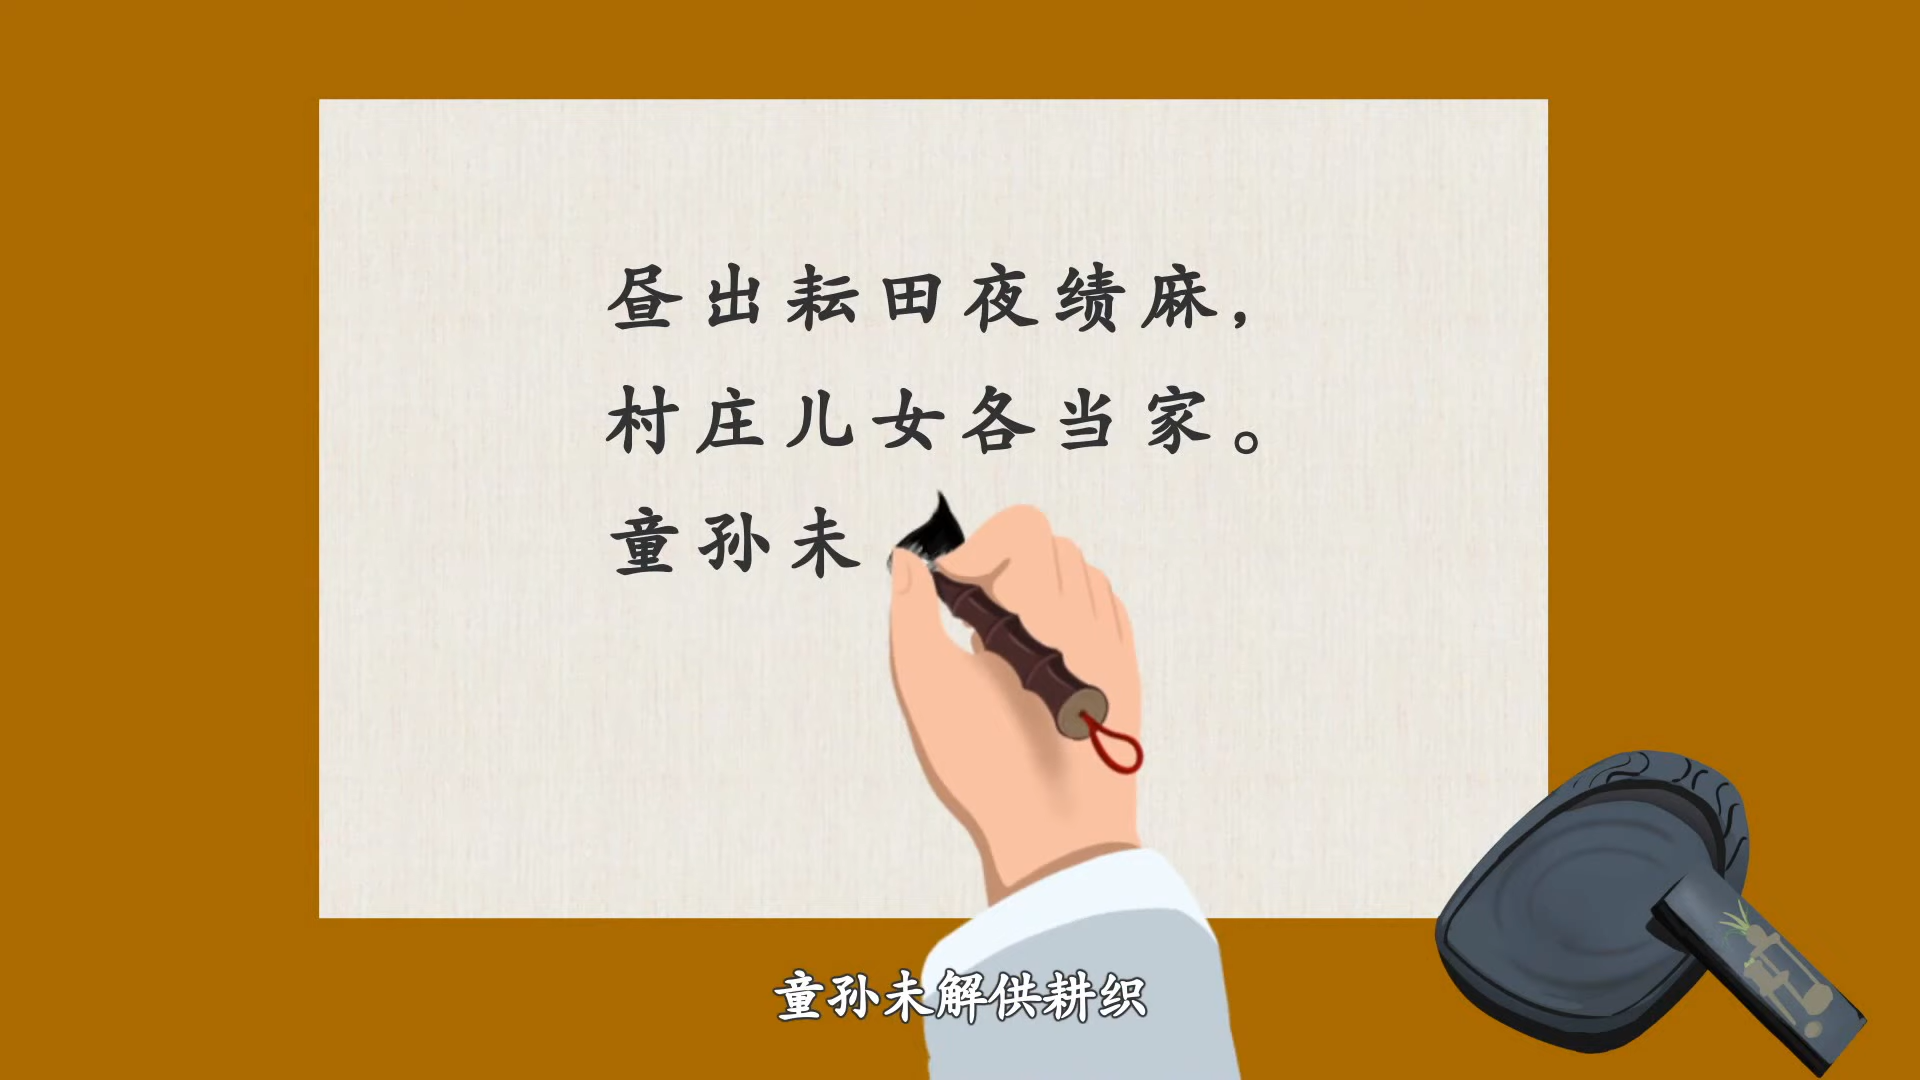 昼出耘田夜绩麻，
村庄儿女各当家。
童孙未
童孙未解供耕织